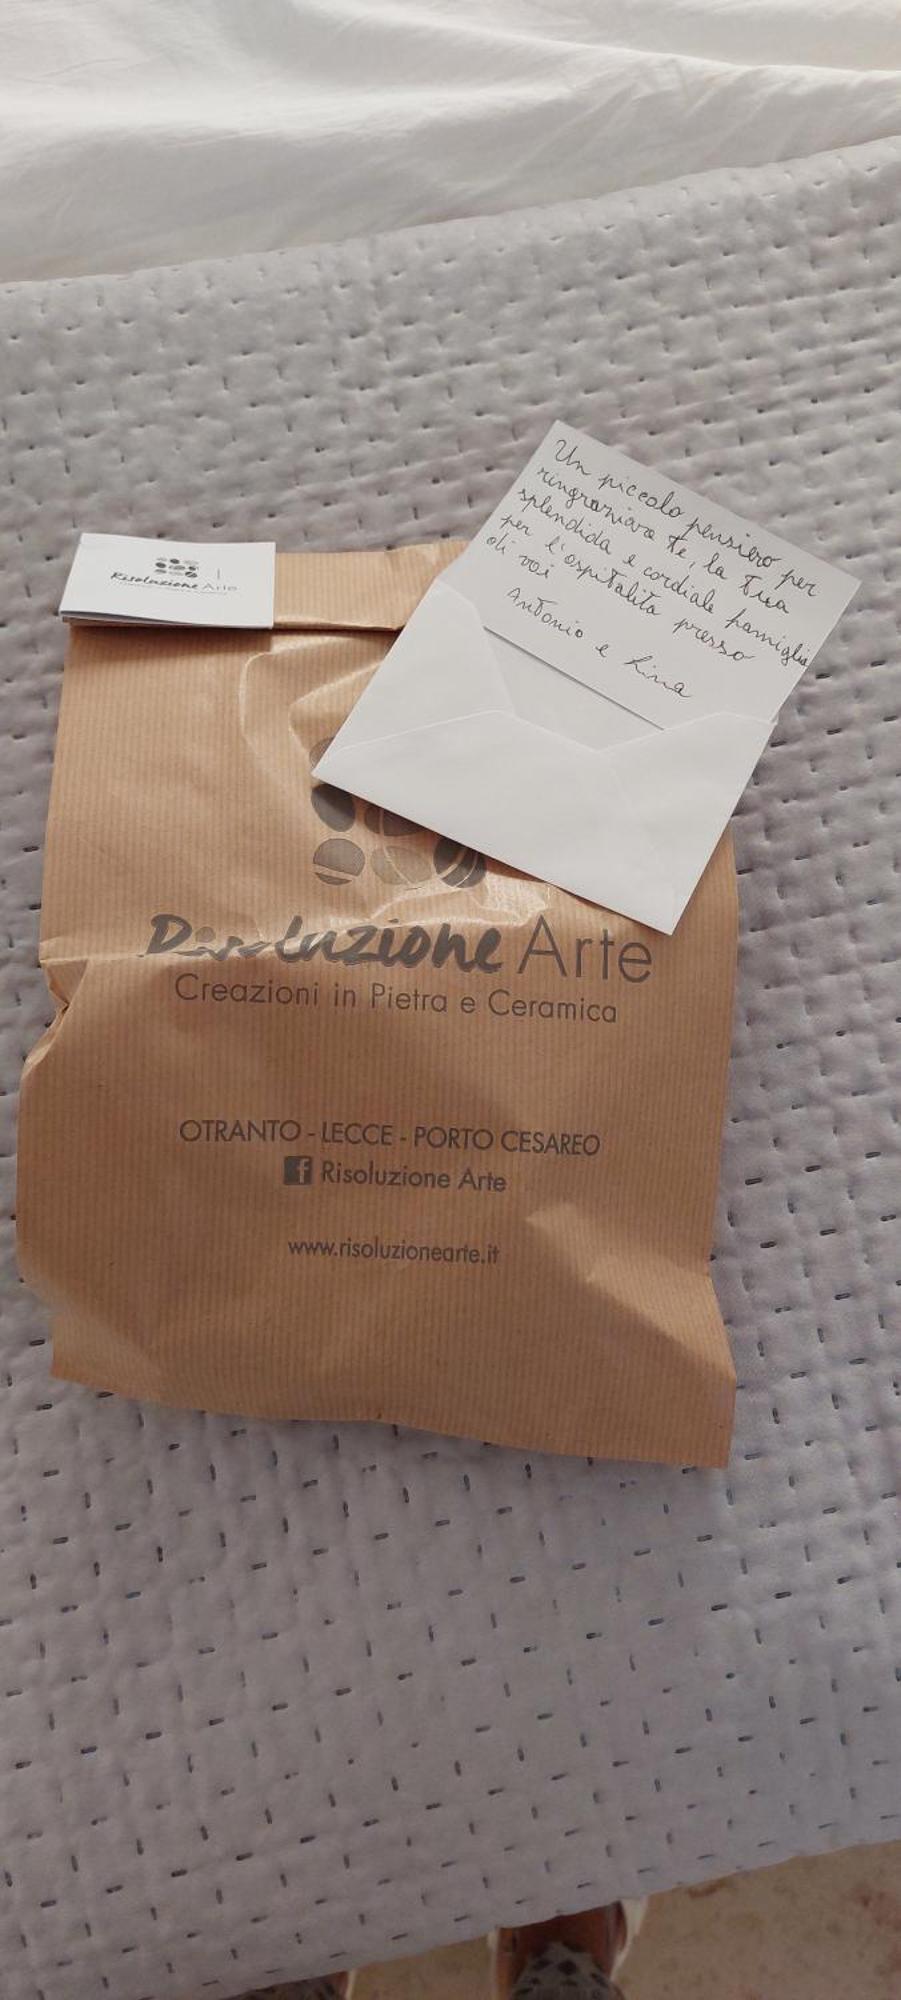 Un piccolo pensiero per
ringraziare te, la tua
splendida e cordiale famiglia
per l'ospitalità presso
di voi
Antonio e Lina
Risoluzione Arte
Risoluzione Arte
Creazioni in Pietra e Ceramica
OTRANTO - LECCE - PORTO CESAREO
f Risoluzione Arte
www.risoluzionearte.it